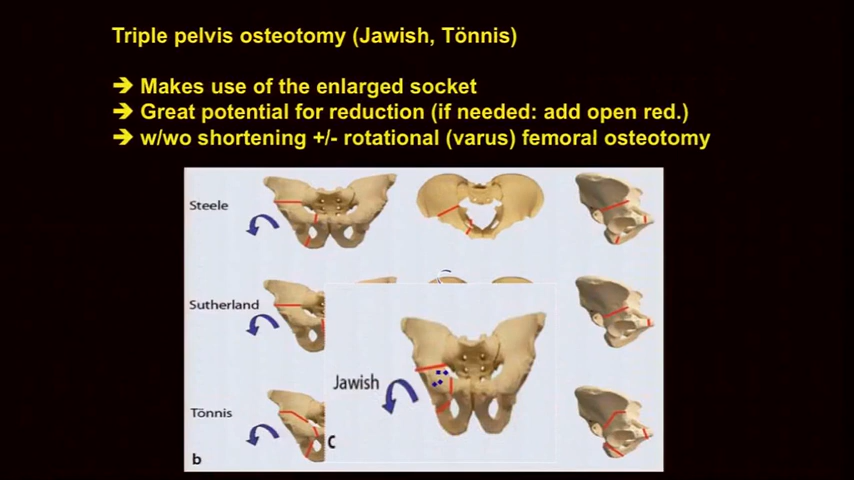 Triple pelvis osteotomy (Jawish, Tönnis)
➔ Makes use of the enlarged socket
➔ Great potential for reduction (if needed: add open red.)
➔ w/wo shortening +/- rotational (varus) femoral osteotomy
Steele
Sutherland
Jawish
Tönnis
c
b